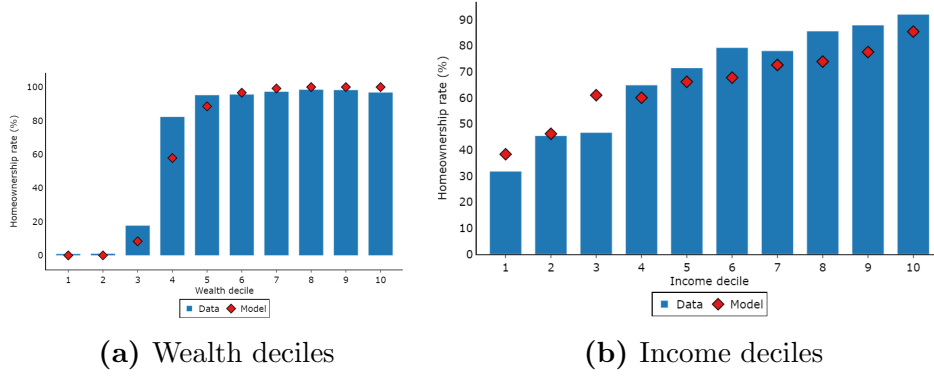 Homeownership rate (%)
100
80
60
40
20
0
1 2 3 4 5 6 7 8 9 10
Wealth decile
Data Model
(a) Wealth deciles
Homeownership rate (%)
90
80
70
60
50
40
30
20
10
0
1 2 3 4 5 6 7 8 9 10
Income decile
Data Model
(b) Income deciles